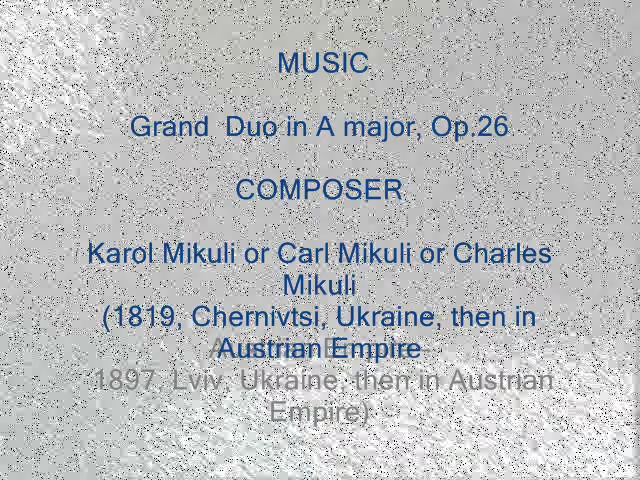 MUSIC
Grand Duo in A major, Op.26
COMPOSER
Karol Mikuli or Carl Mikuli or Charles
Mikuli
(1819, Chernivtsi, Ukraine, then in
Austrian Empire
1897, Lviv, Ukraine, then in Austrian
Empire)